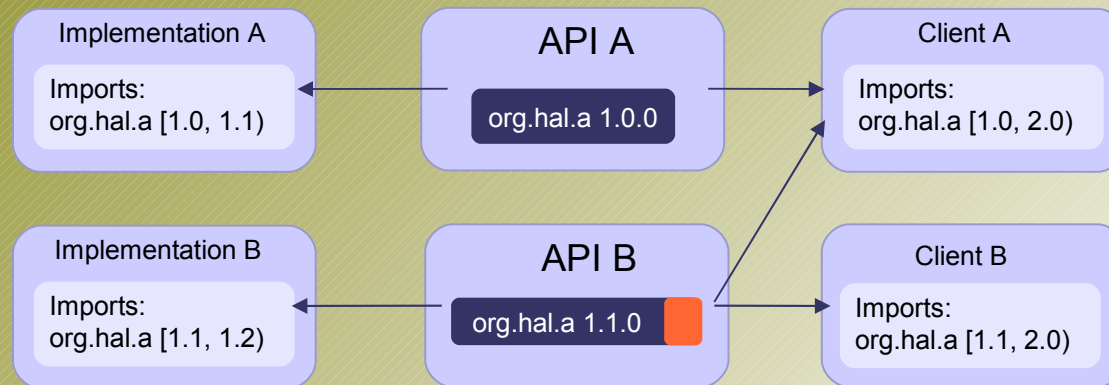 Implementation A
Imports:
org.hal.a [1.0, 1.1)
API A
org.hal.a 1.0.0
Client A
Imports:
org.hal.a [1.0, 2.0)
Implementation B
Imports:
org.hal.a [1.1, 1.2)
API B
org.hal.a 1.1.0
Client B
Imports:
org.hal.a [1.1, 2.0)